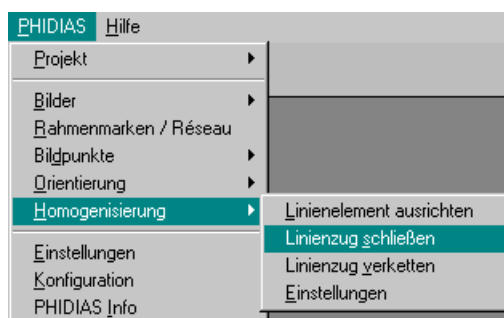 PHIDIAS Hilfe
Projekt
Bilder
Rahmenmarken / Réseau
Bildpunkte
Orientierung
Homogenisierung
Einstellungen
Konfiguration
PHIDIAS Info
Linienelement ausrichten
Linienzug schließen
Linienzug verketten
Einstellungen